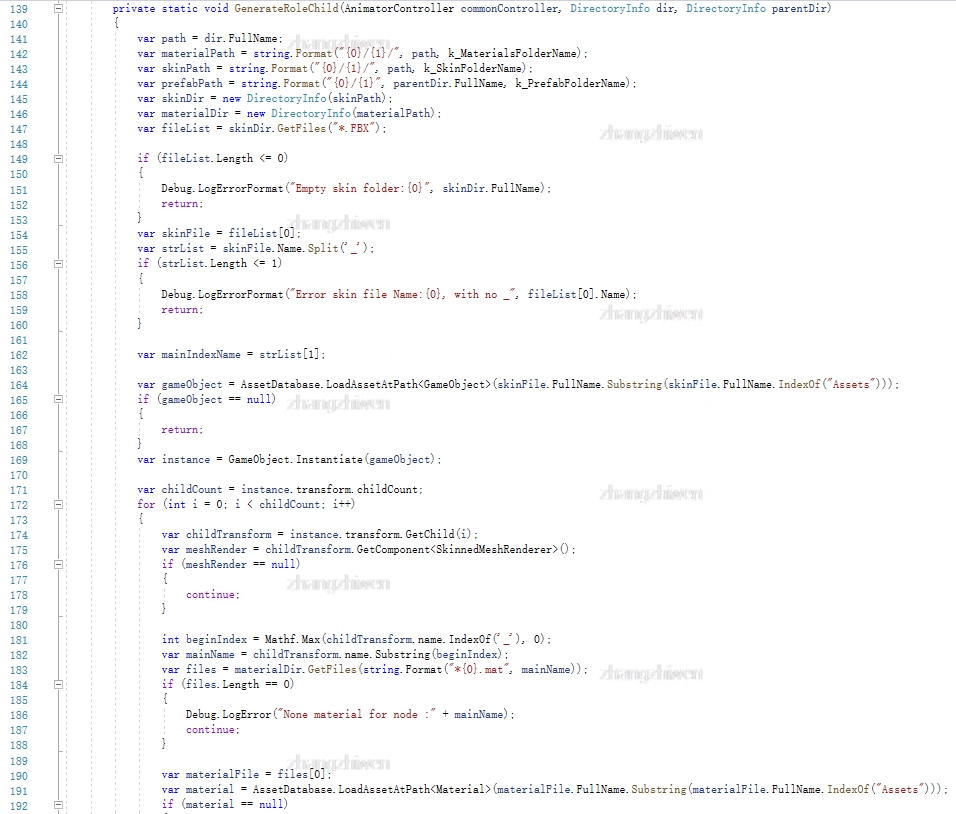 139 private static void GenerateRoleChild(AnimatorController commonController, DirectoryInfo dir, DirectoryInfo parentDir)
140 {
141 var path = dir.FullName;
142 var materialPath = string.Format("{0}/{1}/", path, k_MaterialsFolderName);
143 var skinPath = string.Format("{0}/{1}/", path, k_SkinFolderName);
144 var prefabPath = string.Format("{0}/{1}", parentDir.FullName, k_PrefabFolderName);
145 var skinDir = new DirectoryInfo(skinPath);
146 var materialDir = new DirectoryInfo(materialPath);
147 var fileList = skinDir.GetFiles("*.FBX");
148
149 if (fileList.Length <= 0)
150 {
151 Debug.LogErrorFormat("Empty skin folder:{0}", skinDir.FullName);
152 return;
153 }
154 var skinFile = fileList[0];
155 var strList = skinFile.Name.Split('_');
156 if (strList.Length <= 1)
157 {
158 Debug.LogErrorFormat("Error skin file Name:{0}, with no _", fileList[0].Name);
159 return;
160 }
161
162 var mainIndexName = strList[1];
163
164 var gameObject = AssetDatabase.LoadAssetAtPath<GameObject>(skinFile.FullName.Substring(skinFile.FullName.IndexOf("Assets")));
165 if (gameObject == null)
166 {
167 return;
168 }
169 var instance = GameObject.Instantiate(gameObject);
170
171 var childCount = instance.transform.childCount;
172 for (int i = 0; i < childCount; i++)
173 {
174 var childTransform = instance.transform.GetChild(i);
175 var meshRender = childTransform.GetComponent<SkinnedMeshRenderer>();
176 if (meshRender == null)
177 {
178 continue;
179 }
180
181 int beginIndex = Mathf.Max(childTransform.name.IndexOf('_'), 0);
182 var mainName = childTransform.name.Substring(beginIndex);
183 var files = materialDir.GetFiles(string.Format("*{0}.mat", mainName));
184 if (files.Length == 0)
185 {
186 Debug.LogError("None material for node :" + mainName);
187 continue;
188 }
189
190 var materialFile = files[0];
191 var material = AssetDatabase.LoadAssetAtPath<Material>(materialFile.FullName.Substring(materialFile.FullName.IndexOf("Assets")));
192 if (material == null)